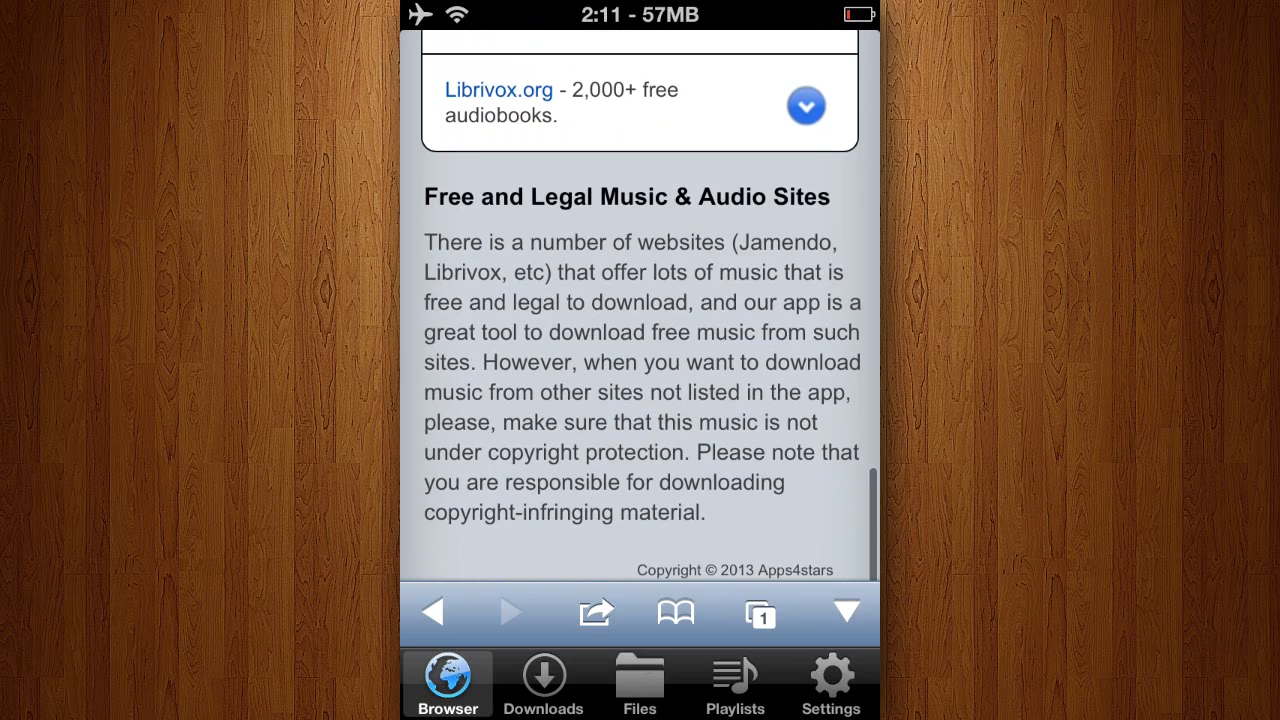 2:11 - 57MB
Librivox.org - 2,000+ free
audiobooks.
Free and Legal Music & Audio Sites
There is a number of websites (Jamendo,
Librivox, etc) that offer lots of music that is
free and legal to download, and our app is a
great tool to download free music from such
sites. However, when you want to download
music from other sites not listed in the app,
please, make sure that this music is not
under copyright protection. Please note that
you are responsible for downloading
copyright-infringing material.
Copyright © 2013 Apps4stars
1
Browser Downloads Files Playlists Settings